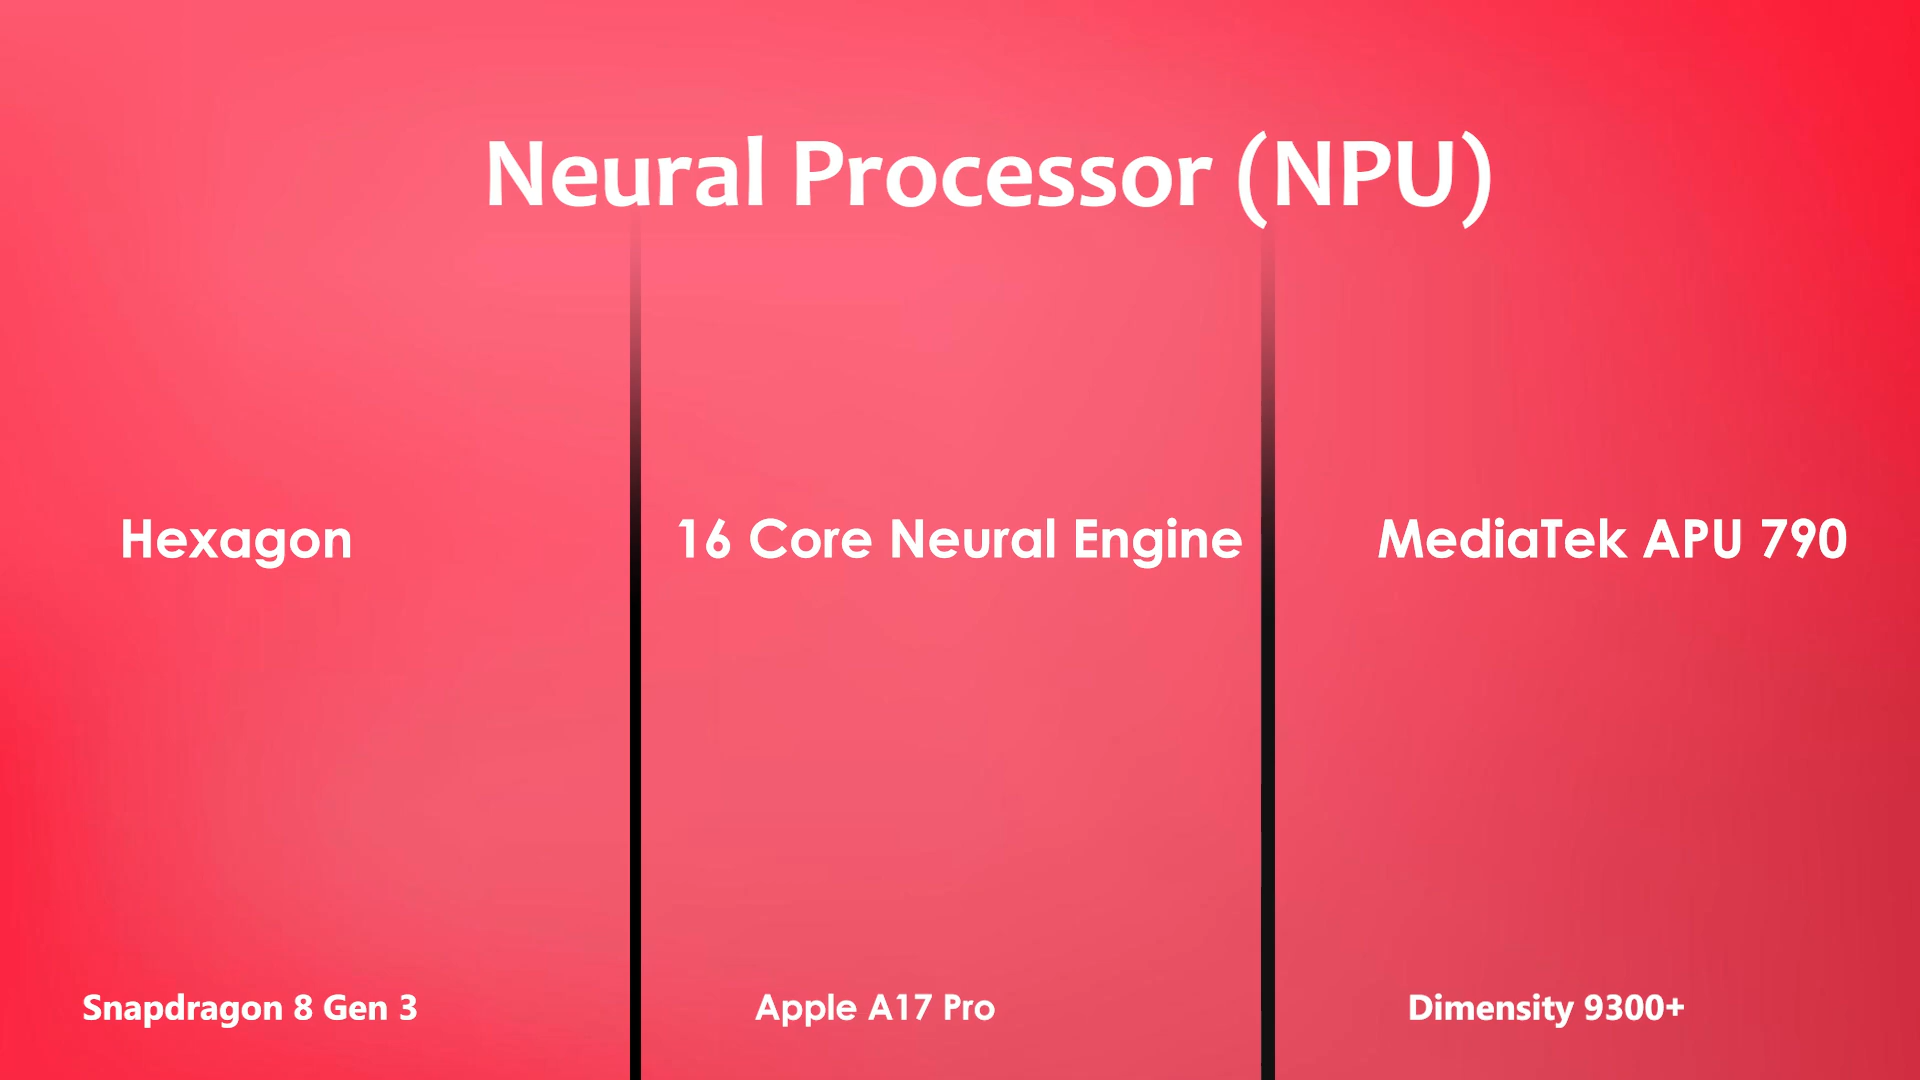 Neural Processor (NPU)
Hexagon
16 Core Neural Engine
MediaTek APU 790
Snapdragon 8 Gen 3
Apple A17 Pro
Dimensity 9300+